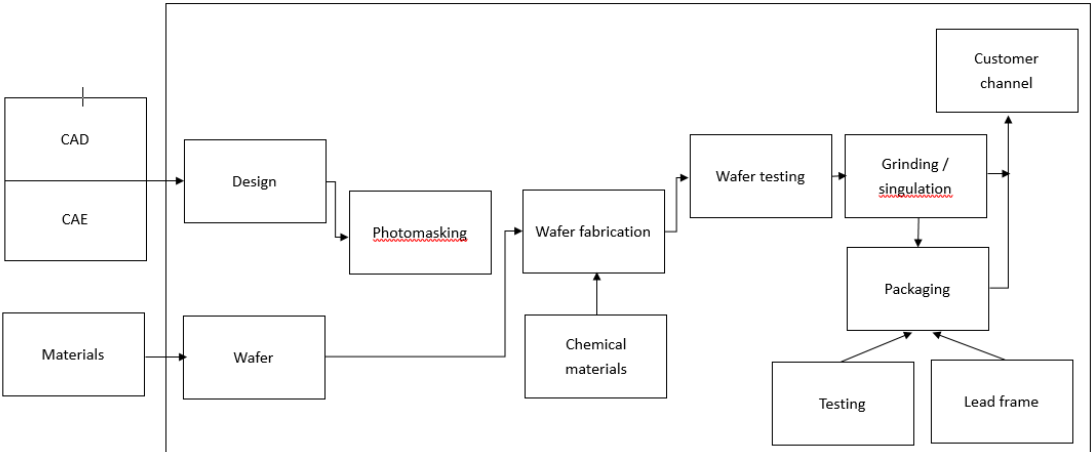 Customer
channel
CAD
CAE
Design
Photomasking
Wafer fabrication
Wafer testing
Grinding /
singulation
Packaging
Materials
Wafer
Chemical
materials
Testing
Lead frame